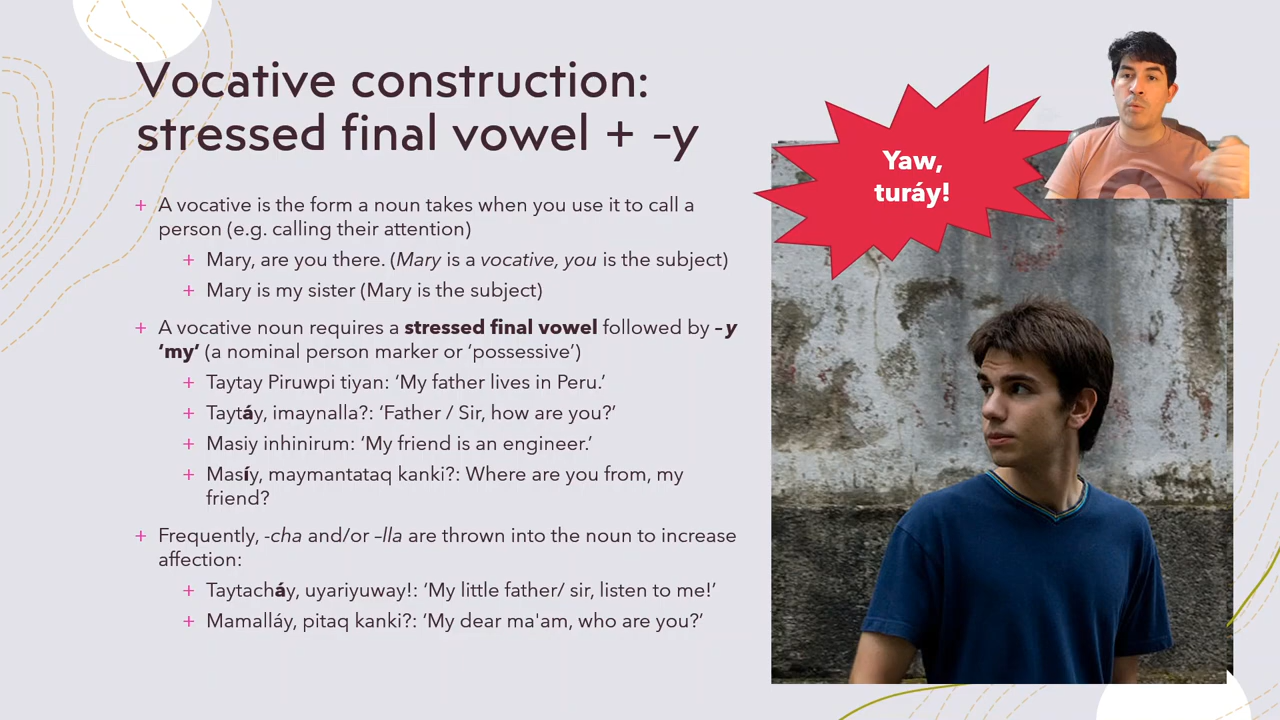 Vocative construction:
stressed final vowel + -y
+ A vocative is the form a noun takes when you use it to call a
person (e.g. calling their attention)
+ Mary, are you there. (Mary is a vocative, you is the subject)
+ Mary is my sister (Mary is the subject)
+ A vocative noun requires a stressed final vowel followed by –y
‘my’ (a nominal person marker or ‘possessive’)
+ Taytay Piruwpi tiyan: ‘My father lives in Peru.’
+ Taytáy, imaynalla?: ‘Father / Sir, how are you?’
+ Masiy inhinirum: ‘My friend is an engineer.’
+ Masíy, maymantataq kanki?: Where are you from, my
friend?
+ Frequently, -cha and/or –lla are thrown into the noun to increase
affection:
+ Taytacháy, uyariyuway!: ‘My little father/ sir, listen to me!’
+ Mamalláy, pitaq kanki?: ‘My dear ma'am, who are you?’
Yaw,
turáy!